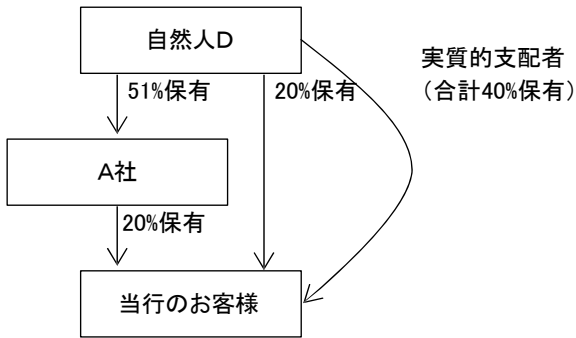 自然人D
実質的支配者
（合計40%保有）
51%保有
20%保有
A社
20%保有
当行のお客様